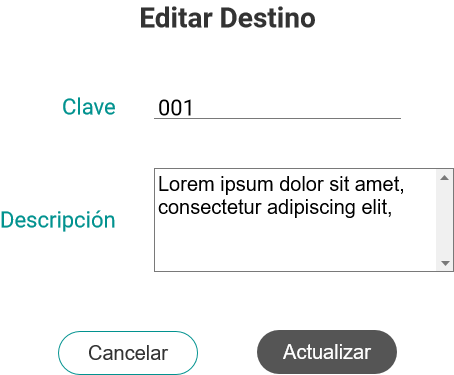 Editar Destino
Clave 001
Descripción Lorem ipsum dolor sit amet,
consectetur adipiscing elit,
Cancelar Actualizar